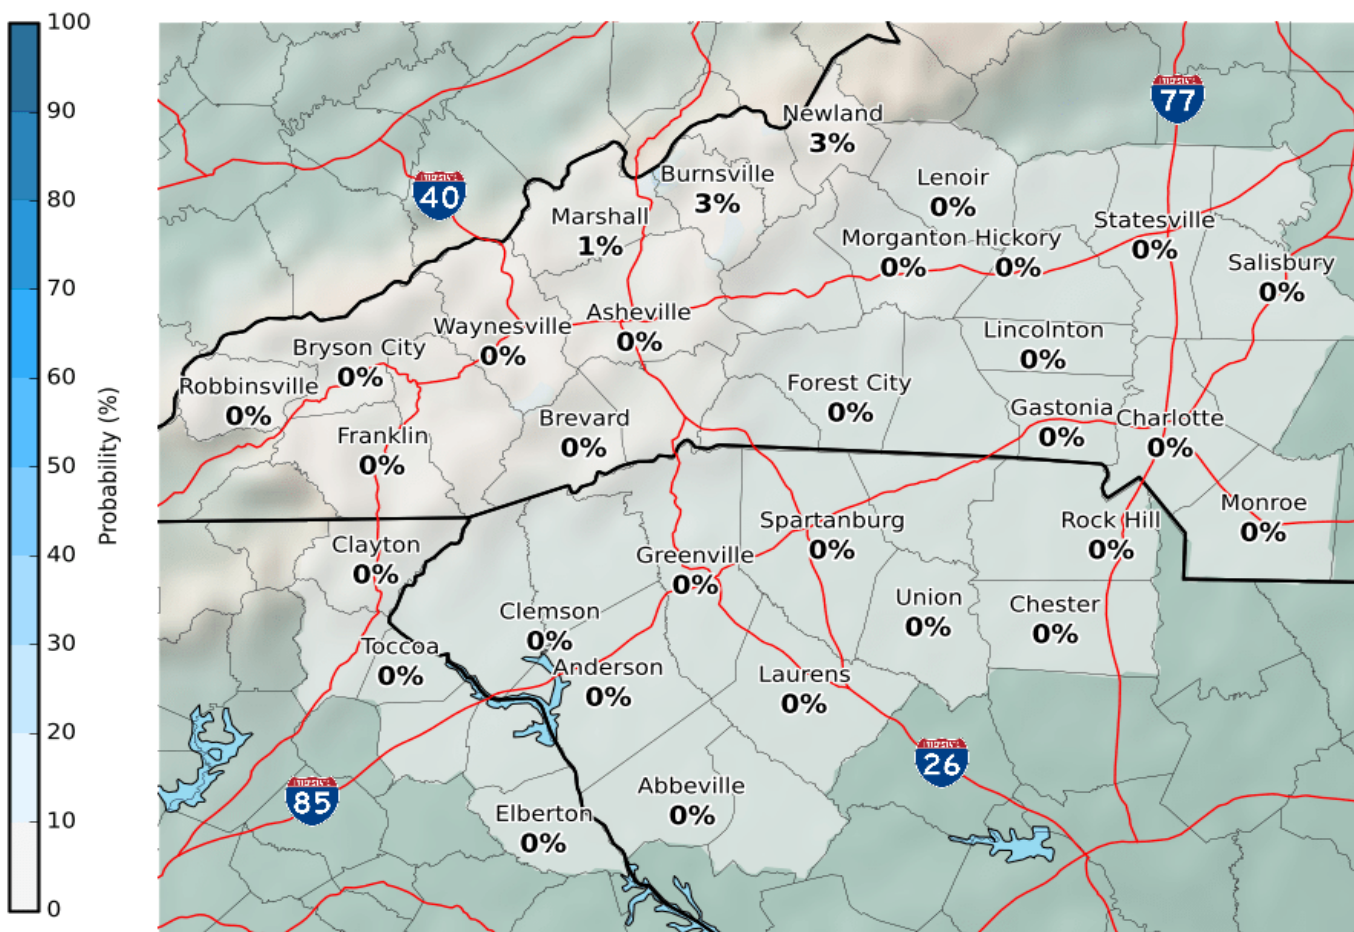 100
90
80
70
60
50
40
30
20
10
0
Probability (%)
77
40
85
26
Newland
3%
Burnsville
3%
Lenoir
0%
Marshall
1%
Statesville
0%
Morganton Hickory
0% 0%
Salisbury
0%
Asheville
0%
Waynesville
0%
Lincolnton
0%
Bryson City
0%
Robbinsville
0%
Forest City
0%
Brevard
0%
Gastonia
0%
Charlotte
0%
Franklin
0%
Monroe
0%
Spartanburg
0%
Rock Hill
0%
Clayton
0%
Greenville
0%
Union
0%
Chester
0%
Clemson
0%
Toccoa
0%
Anderson
0%
Laurens
0%
Abbeville
0%
Elberton
0%